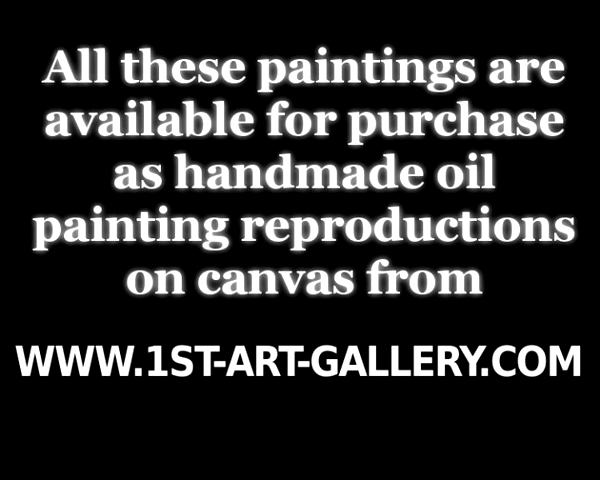 All these paintings are
available for purchase
as handmade oil
painting reproductions
on canvas from
WWW.1ST-ART-GALLERY.COM